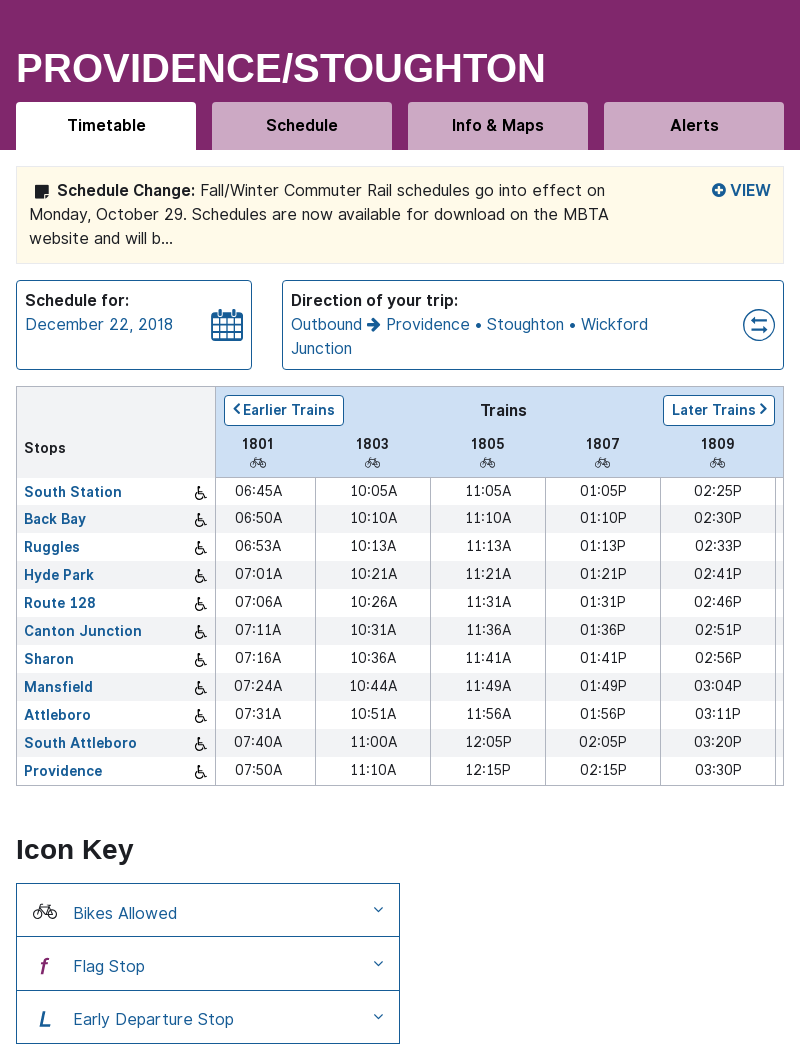 PROVIDENCE/STOUGHTON
Timetable Schedule Info & Maps Alerts
Schedule Change: Fall/Winter Commuter Rail schedules go into effect on
Monday, October 29. Schedules are now available for download on the MBTA
website and will b...
VIEW
Schedule for:
December 22, 2018
Direction of your trip:
Outbound Providence • Stoughton • Wickford
Junction
Earlier Trains Trains Later Trains
Stops 1801 1803 1805 1807 1809
South Station 06:45A 10:05A 11:05A 01:05P 02:25P
Back Bay 06:50A 10:10A 11:10A 01:10P 02:30P
Ruggles 06:53A 10:13A 11:13A 01:13P 02:33P
Hyde Park 07:01A 10:21A 11:21A 01:21P 02:41P
Route 128 07:06A 10:26A 11:31A 01:31P 02:46P
Canton Junction 07:11A 10:31A 11:36A 01:36P 02:51P
Sharon 07:16A 10:36A 11:41A 01:41P 02:56P
Mansfield 07:24A 10:44A 11:49A 01:49P 03:04P
Attleboro 07:31A 10:51A 11:56A 01:56P 03:11P
South Attleboro 07:40A 11:00A 12:05P 02:05P 03:20P
Providence 07:50A 11:10A 12:15P 02:15P 03:30P
Icon Key
Bikes Allowed
f Flag Stop
L Early Departure Stop